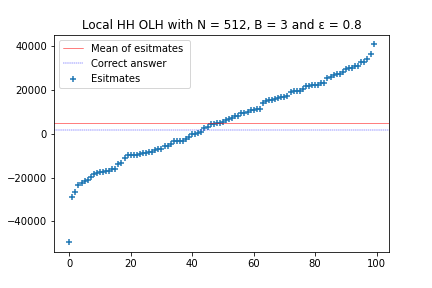 Local HH OLH with N = 512, B = 3 and ε = 0.8
Mean of esitmates
Correct answer
Esitmates
40000
20000
0
−20000
−40000
0
20
40
60
80
100